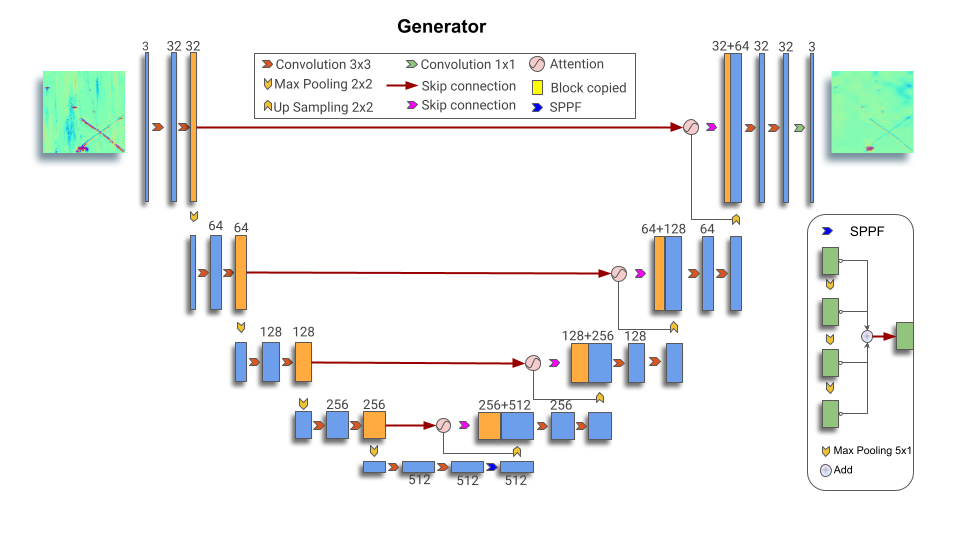 Generator
Convolution 3x3
Convolution 1x1
Attention
Max Pooling 2x2
Skip connection
Block copied
Up Sampling 2x2
Skip connection
SPPF
3 32 32
32+64 32 32 3
64 64
64+128 64
128 128
128+256 128
256 256
256+512 256
512 512 512
SPPF
Max Pooling 5x1
Add